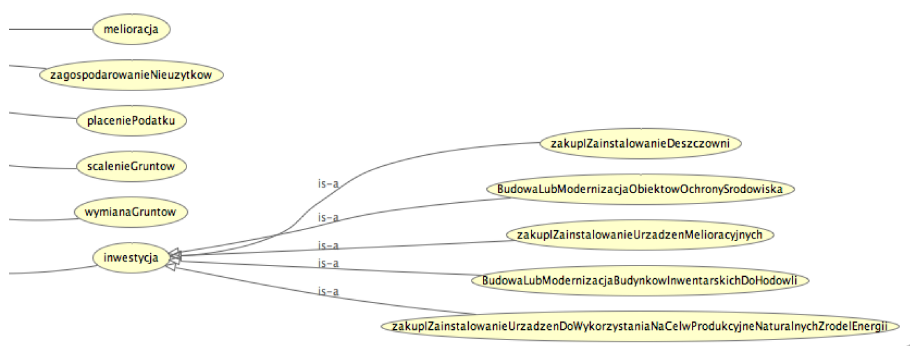 melioracja
zagospodarowanieNieuzytkow
placeniePodatku
zakupIZainstalowanieDeszczowni
scalenieGruntow
is-a
BudowaLubModernizacjaObiektowOchronySrodowiska
wymianaGruntow
is-a
zakupIZainstalowanieUrzadzenMelioracyjnych
is-a
inwestycja
is-a
BudowaLubModernizacjaBudynkowInwentarskichDoHodowli
is-a
zakupIZainstalowanieUrzadzenDoWykorzystaniaNaCelwProdukcyjneNaturalnychZrodelEnergii